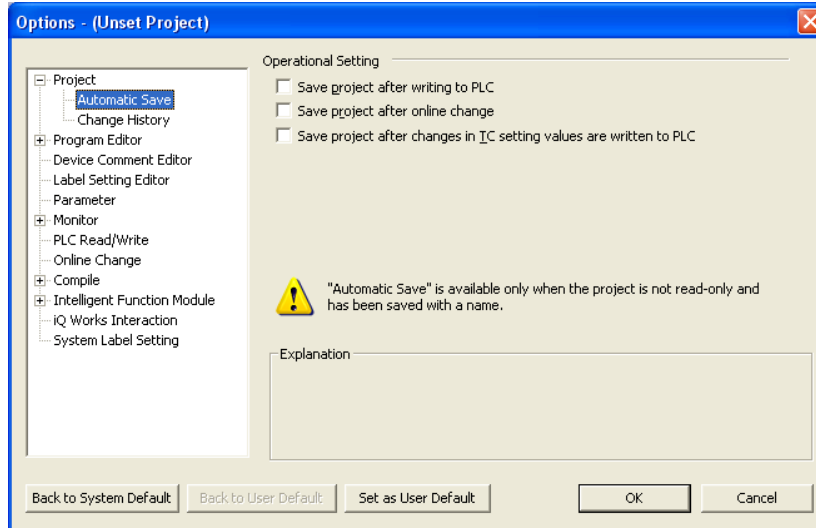 Options - (Unset Project)
Project
Automatic Save
Change History
Program Editor
Device Comment Editor
Label Setting Editor
Parameter
Monitor
PLC Read/Write
Online Change
Compile
Intelligent Function Module
iQ Works Interaction
System Label Setting
Operational Setting
Save project after writing to PLC
Save project after online change
Save project after changes in TC setting values are written to PLC
"Automatic Save" is available only when the project is not read-only and
has been saved with a name.
Explanation
Back to System Default
Back to User Default
Set as User Default
OK
Cancel